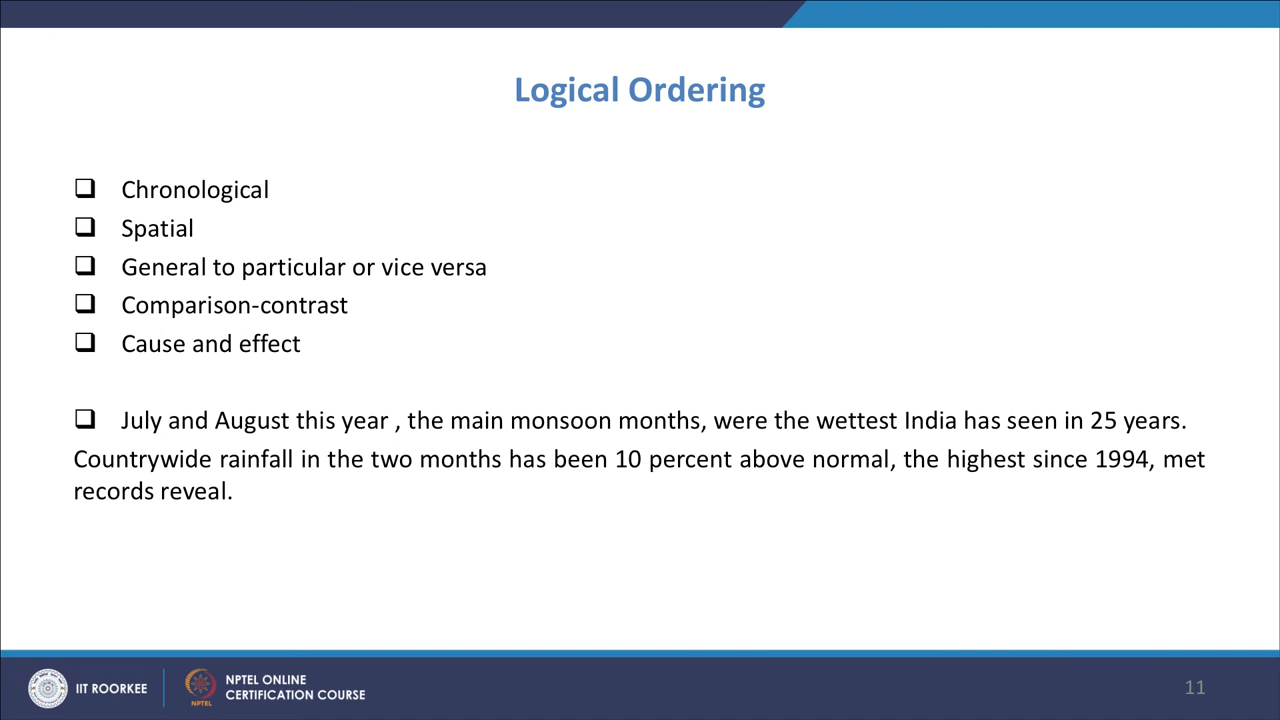 Logical Ordering
❑ Chronological
❑ Spatial
❑ General to particular or vice versa
❑ Comparison-contrast
❑ Cause and effect
❑ July and August this year , the main monsoon months, were the wettest India has seen in 25 years.
Countrywide rainfall in the two months has been 10 percent above normal, the highest since 1994, met
records reveal.
IIT ROORKEE
NPTEL
NPTEL ONLINE
CERTIFICATION COURSE
11